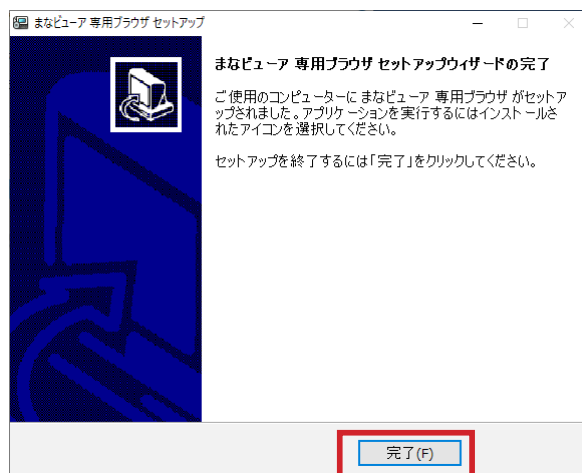 まなビューア 専用ブラウザ セットアップ
まなビューア 専用ブラウザ セットアップウィザードの完了
ご使用のコンピューターに まなビューア 専用ブラウザ がセットア
ップされました。アプリケーションを実行するにはインストールさ
れたアイコンを選択してください。
セットアップを終了するには「完了」をクリックしてください。
完了(F)